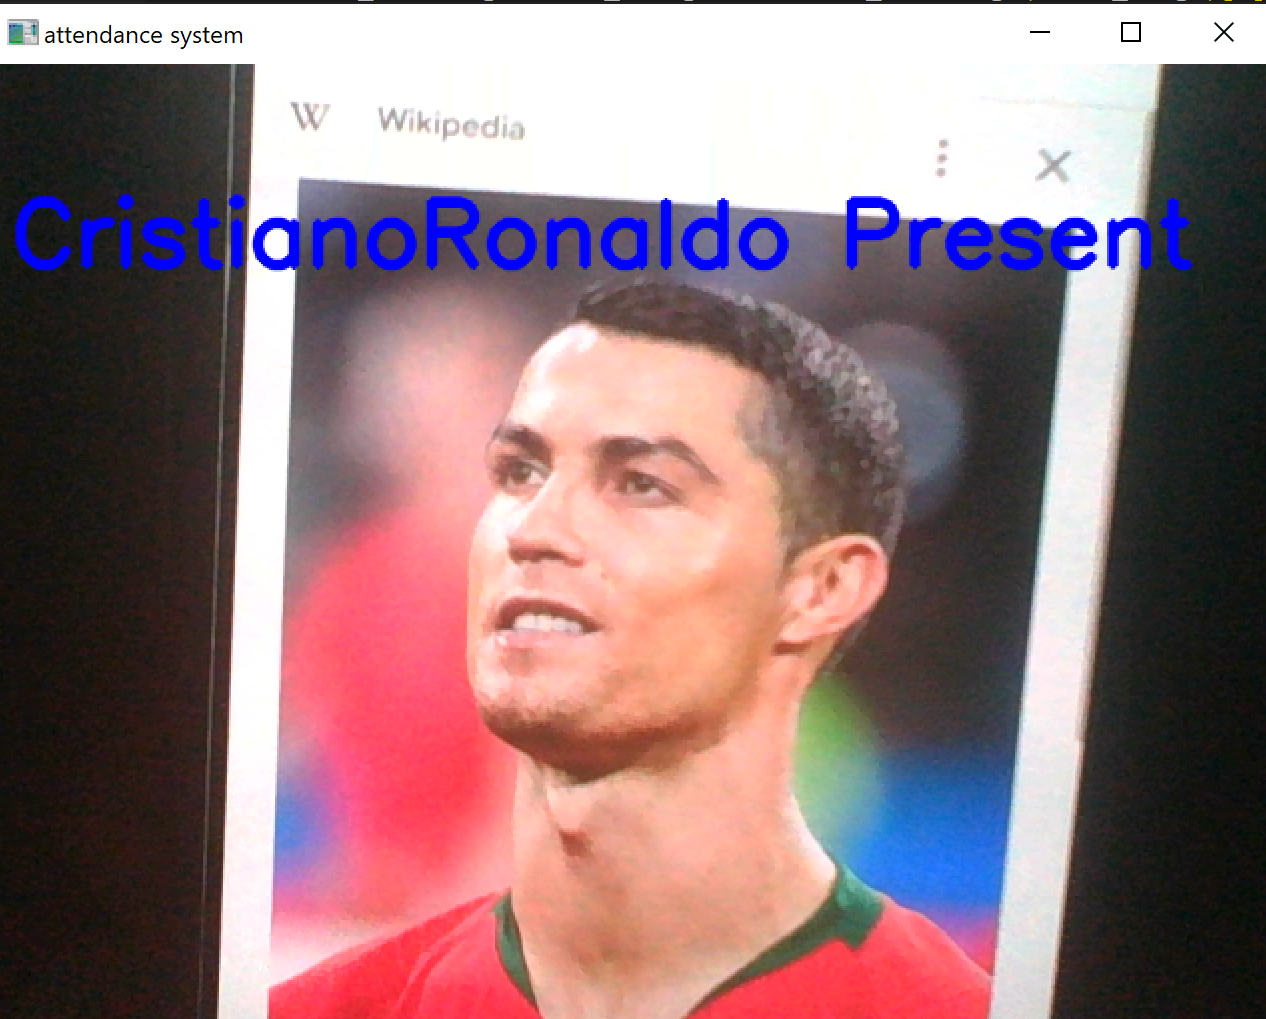 attendance system
W Wikipedia
CristianoRonaldo Present